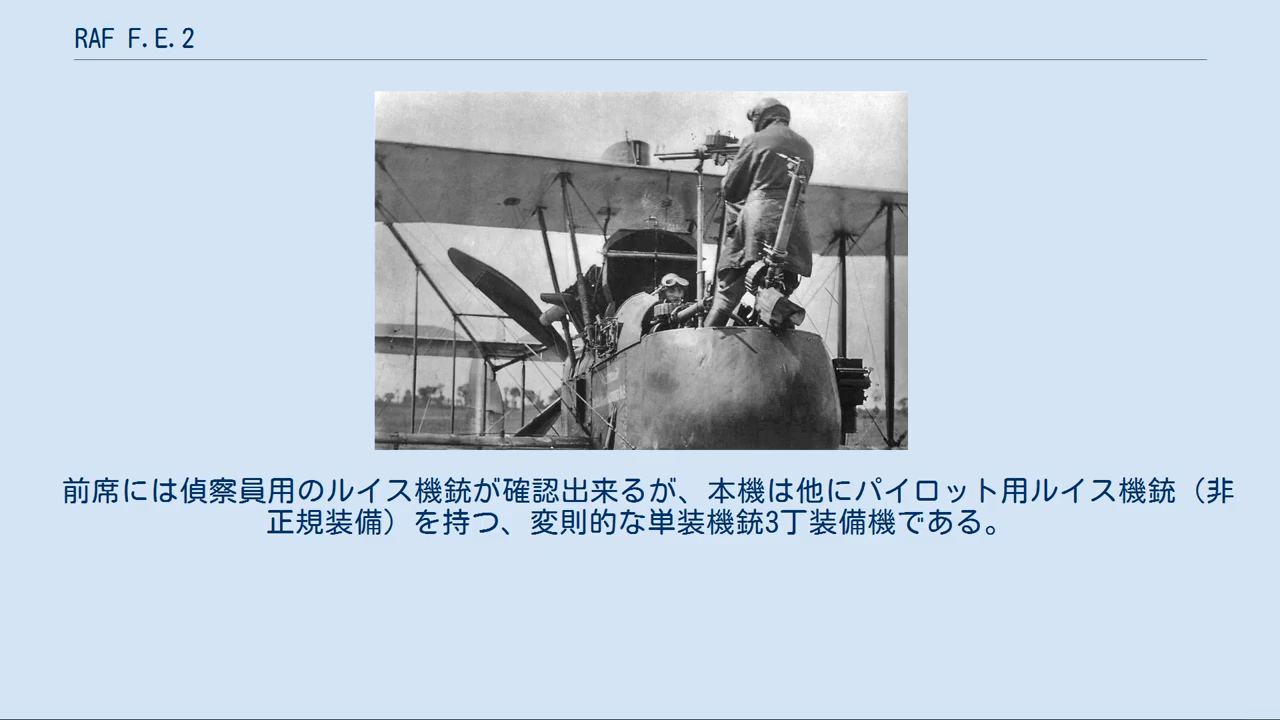 RAF F.E.2
前席には偵察員用のルイス機銃が確認出来るが、本機は他にパイロット用ルイス機銃（非
正規装備）を持つ、変則的な単装機銃3丁装備機である。